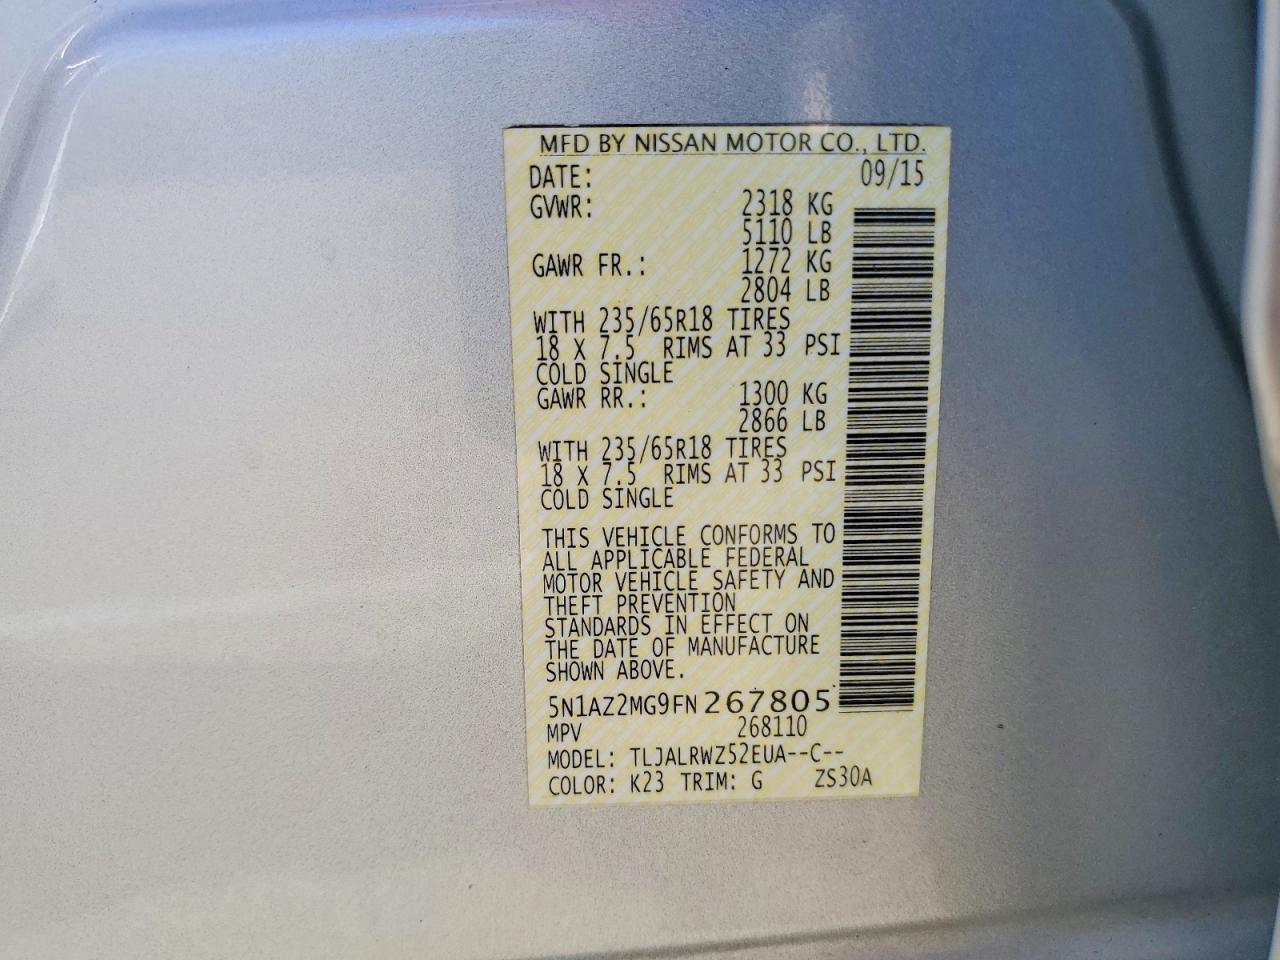 MFD BY NISSAN MOTOR CO., LTD.
DATE: 09/15
GVWR: 2318 KG
5110 LB
GAWR FR.: 1272 KG
2804 LB
WITH 235/65R18 TIRES
18 X 7.5 RIMS AT 33 PSI
COLD SINGLE
GAWR RR.: 1300 KG
2866 LB
WITH 235/65R18 TIRES
18 X 7.5 RIMS AT 33 PSI
COLD SINGLE
THIS VEHICLE CONFORMS TO
ALL APPLICABLE FEDERAL
MOTOR VEHICLE SAFETY AND
THEFT PREVENTION
STANDARDS IN EFFECT ON
THE DATE OF MANUFACTURE
SHOWN ABOVE.
5N1AZ2MG9FN267805
MPV 268110
MODEL: TLJALRWZ52EUA--C--
COLOR: K23 TRIM: G ZS30A